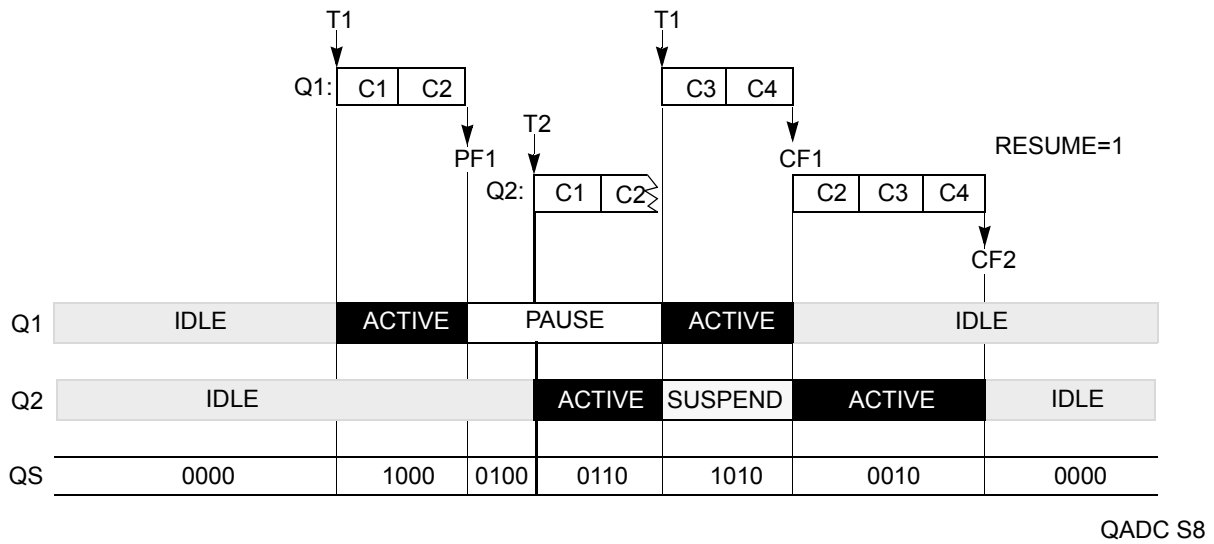 T1 T1
Q1: C1 C2 C3 C4
T2
PF1 CF1 RESUME=1
Q2: C1 C2 C2 C3 C4
CF2
Q1 IDLE ACTIVE PAUSE ACTIVE IDLE
Q2 IDLE ACTIVE SUSPEND ACTIVE IDLE
QS 0000 1000 0100 0110 1010 0010 0000
QADC S8